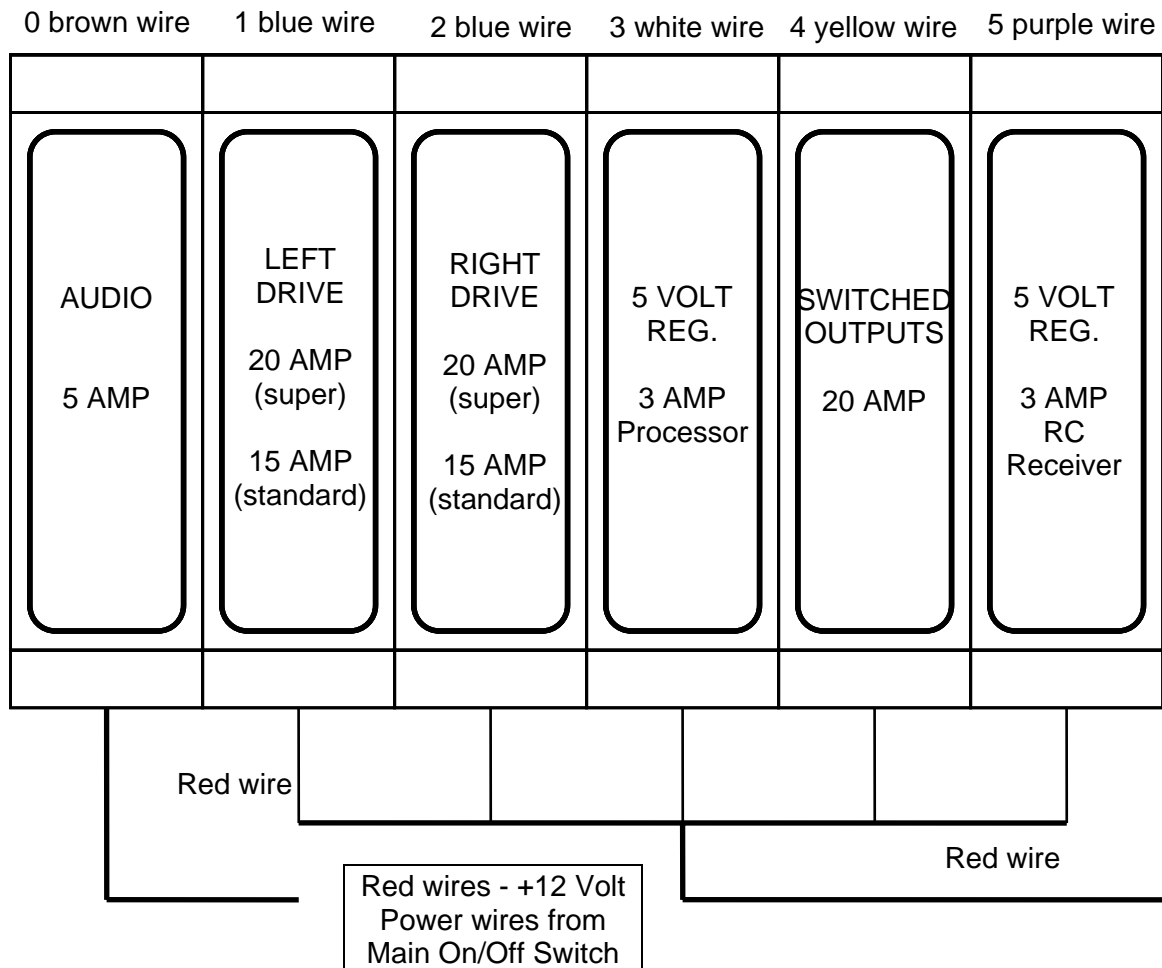 0 brown wire
1 blue wire
2 blue wire
3 white wire
4 yellow wire
5 purple wire
AUDIO
5 AMP
LEFT
DRIVE
20 AMP
(super)
15 AMP
(standard)
RIGHT
DRIVE
20 AMP
(super)
15 AMP
(standard)
5 VOLT
REG.
3 AMP
Processor
SWITCHED
OUTPUTS
20 AMP
5 VOLT
REG.
3 AMP
RC
Receiver
Red wire
Red wire
Red wires - +12 Volt
Power wires from
Main On/Off Switch